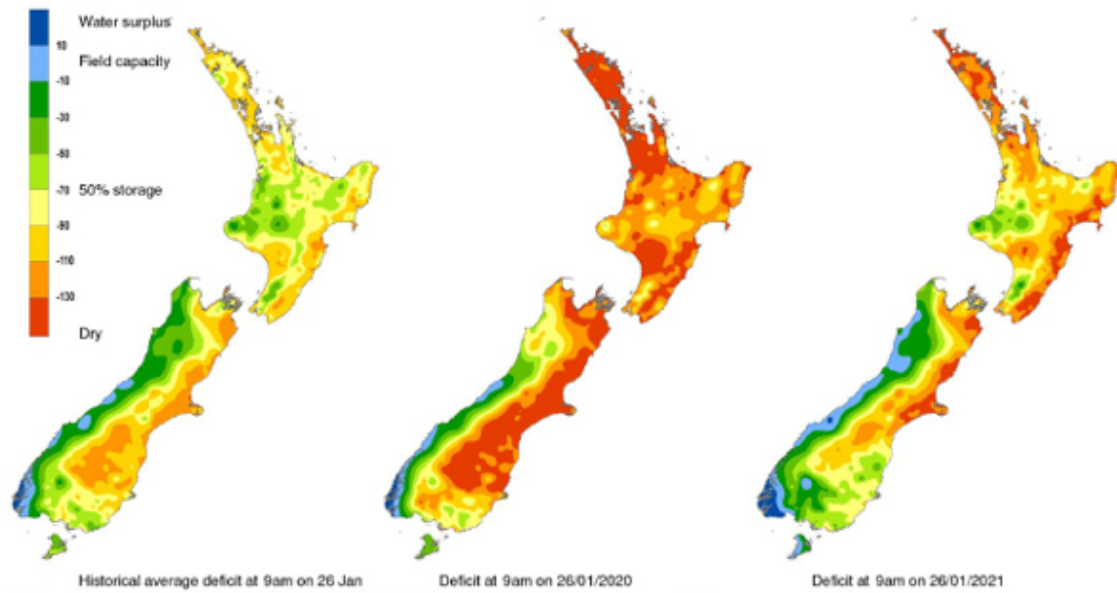 Water surplus
10
Field capacity
-10
-30
-50
50% storage
-70
-90
-110
-130
Dry
Historical average deficit at 9am on 26 Jan
Deficit at 9am on 26/01/2020
Deficit at 9am on 26/01/2021